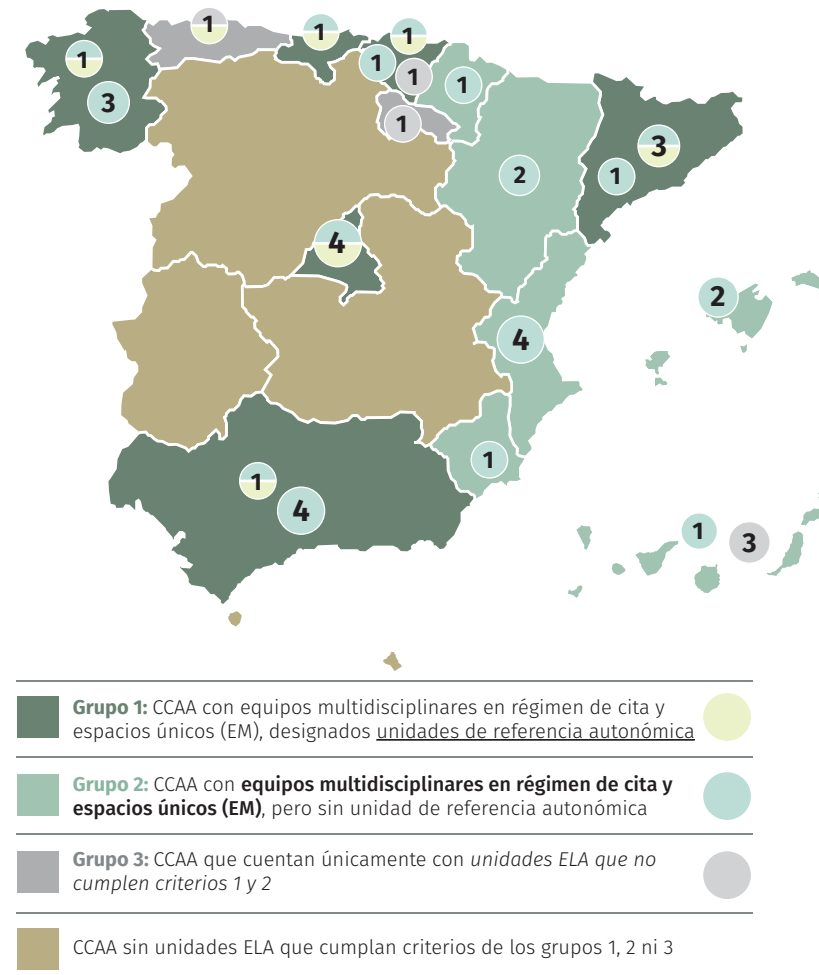 1
1
1
1
1
1
1
3
1
3
2
1
4
2
4
1
1
4
1
3
Grupo 1: CCAA con equipos multidisciplinares en régimen de cita y
espacios únicos (EM), designados unidades de referencia autonómica
Grupo 2: CCAA con equipos multidisciplinares en régimen de cita y
espacios únicos (EM), pero sin unidad de referencia autonómica
Grupo 3: CCAA que cuentan únicamente con unidades ELA que no
cumplen criterios 1 y 2
CCAA sin unidades ELA que cumplan criterios de los grupos 1, 2 ni 3